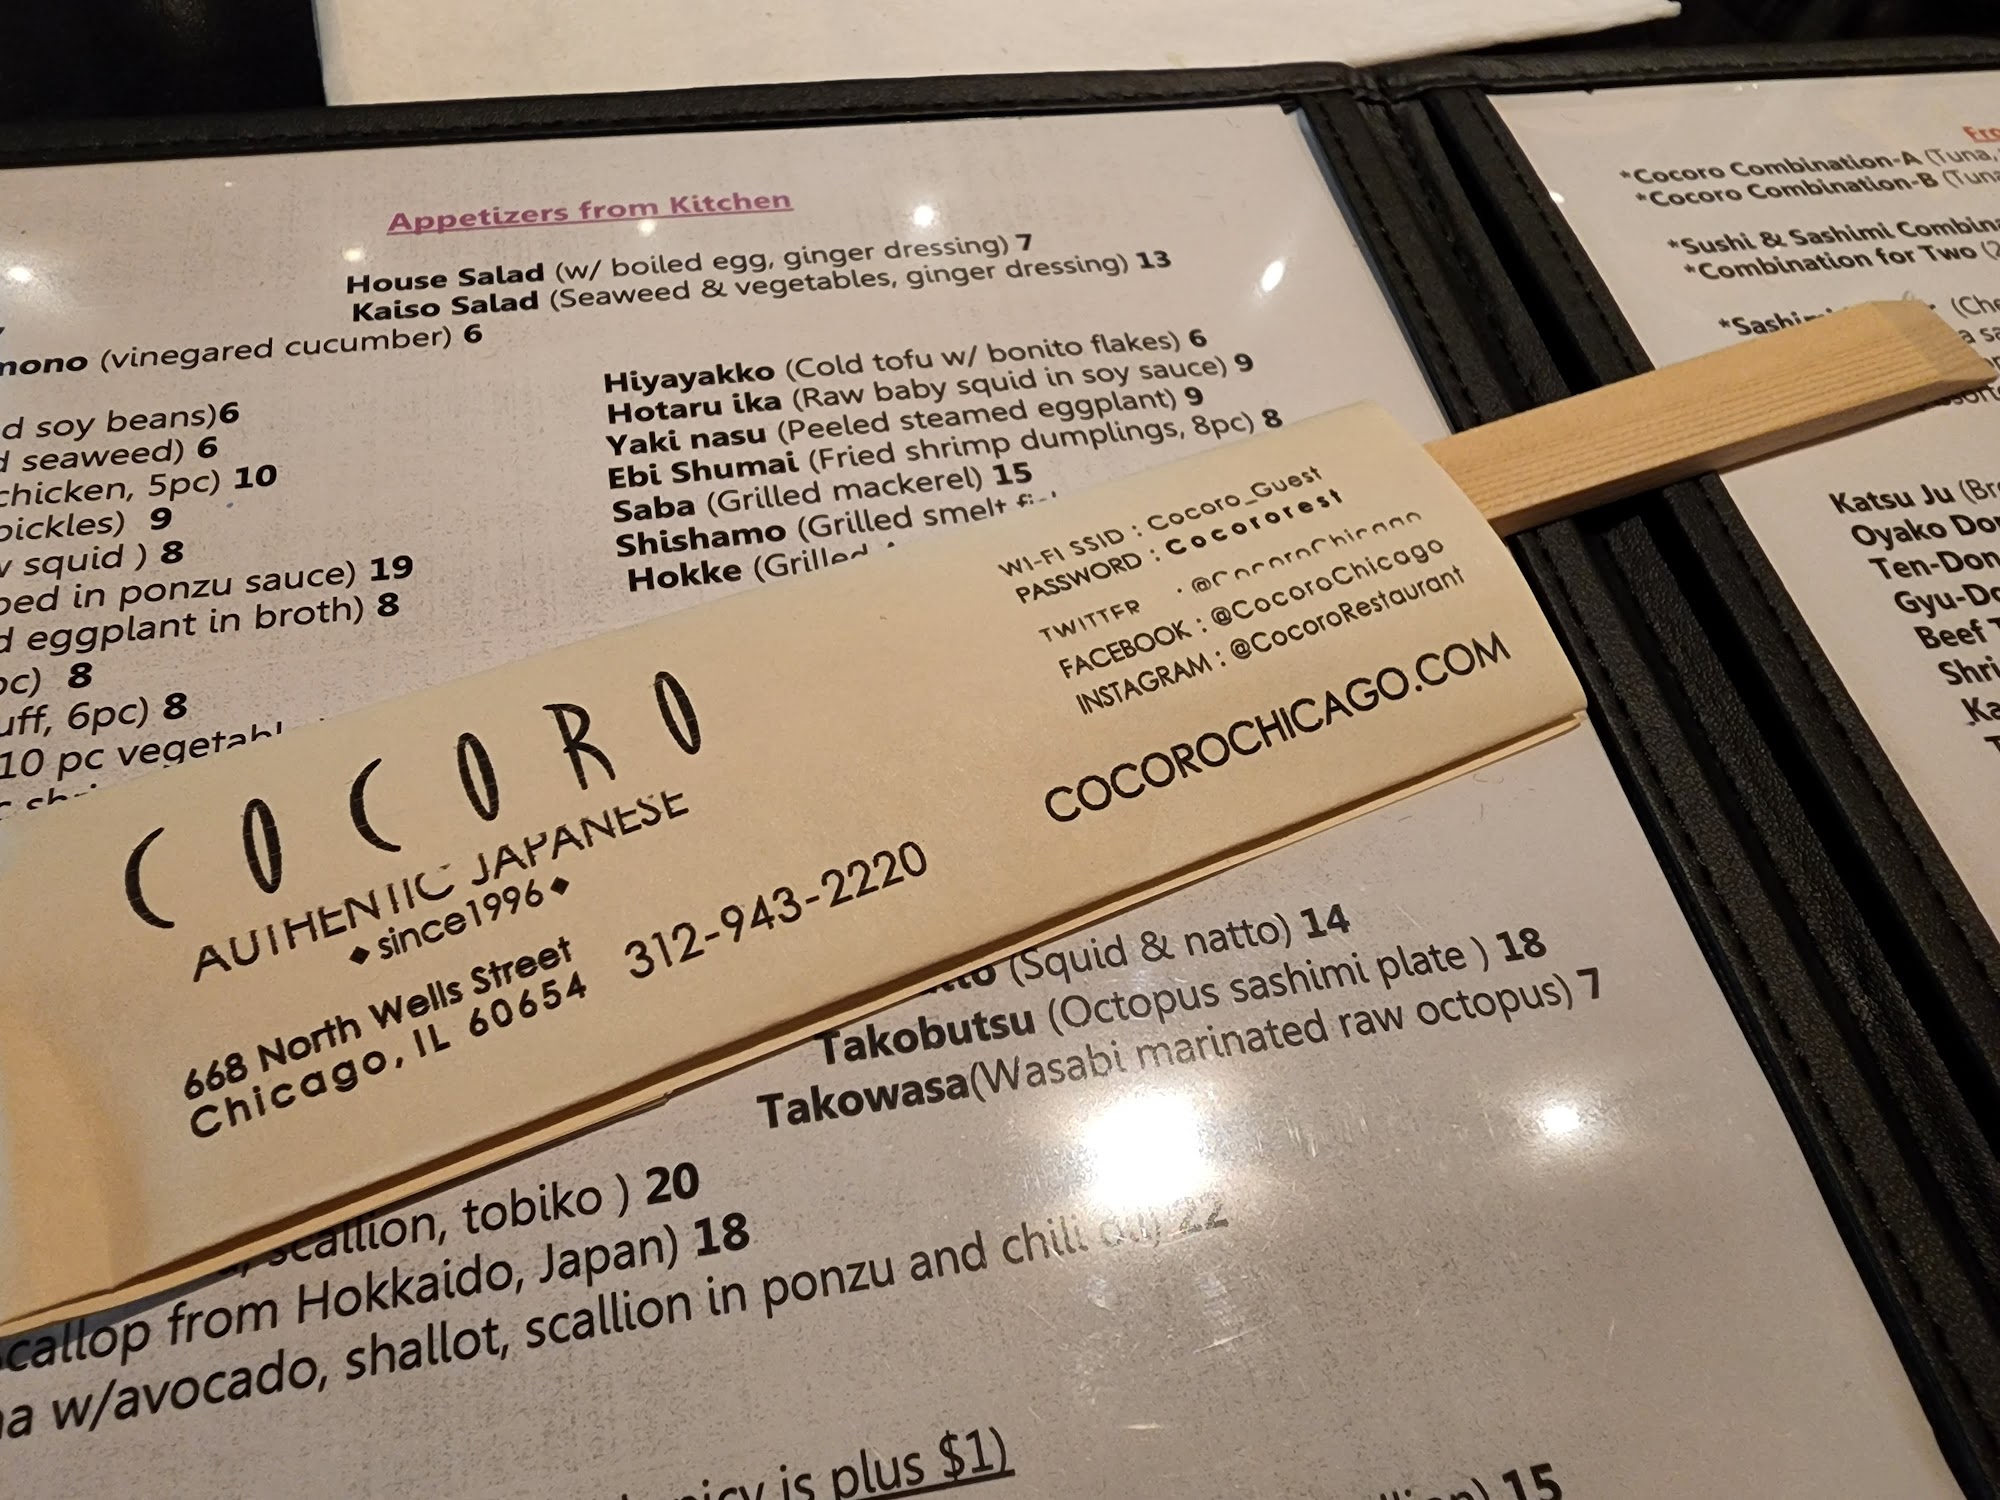 Appetizers from Kitchen
House Salad (w/ boiled egg, ginger dressing) 7
Kaiso Salad (Seaweed & vegetables, ginger dressing) 13
(vinegared cucumber) 6
soy beans)6
seaweed) 6
chicken, 5pc) 10
pickles) 9
squid ) 8
in ponzu sauce) 19
eggplant in broth) 8
8
6pc) 8
10 pc
Hiyayakko (Cold tofu w/ bonito flakes) 6
Hotaru ika (Raw baby squid in soy sauce) 9
Yaki nasu (Peeled steamed eggplant) 9
Ebi Shumai (Fried shrimp dumplings, 8pc) 8
Saba (Grilled mackerel) 15
Shishamo (Grilled smelt
Hokke (Grilled
COCORO
AUTHENTIC JAPANESE
◆since1996◆
668 North Wells Street
Chicago, IL 60654
312-943-2220
WI-FI SSID : Cocoro_Guest
PASSWORD : Cocororest
TWITTER : @CocoroChicago
FACEBOOK : @CocoroChicago
INSTAGRAM : @CocoroRestaurant
COCOROCHICAGO.COM
(Squid & natto) 14
Takobutsu (Octopus sashimi plate ) 18
Takowasa(Wasabi marinated raw octopus) 7
scallion, tobiko ) 20
from Hokkaido, Japan) 18
w/avocado, shallot, scallion in ponzu and chili oil) 22
is plus $1)
15
*Cocoro Combination-A (Tuna,
*Cocoro Combination-B (Tuna
*Sushi & Sashimi
*Combination for Two
Katsu Ju
Oyako
Ten-Don
Beef